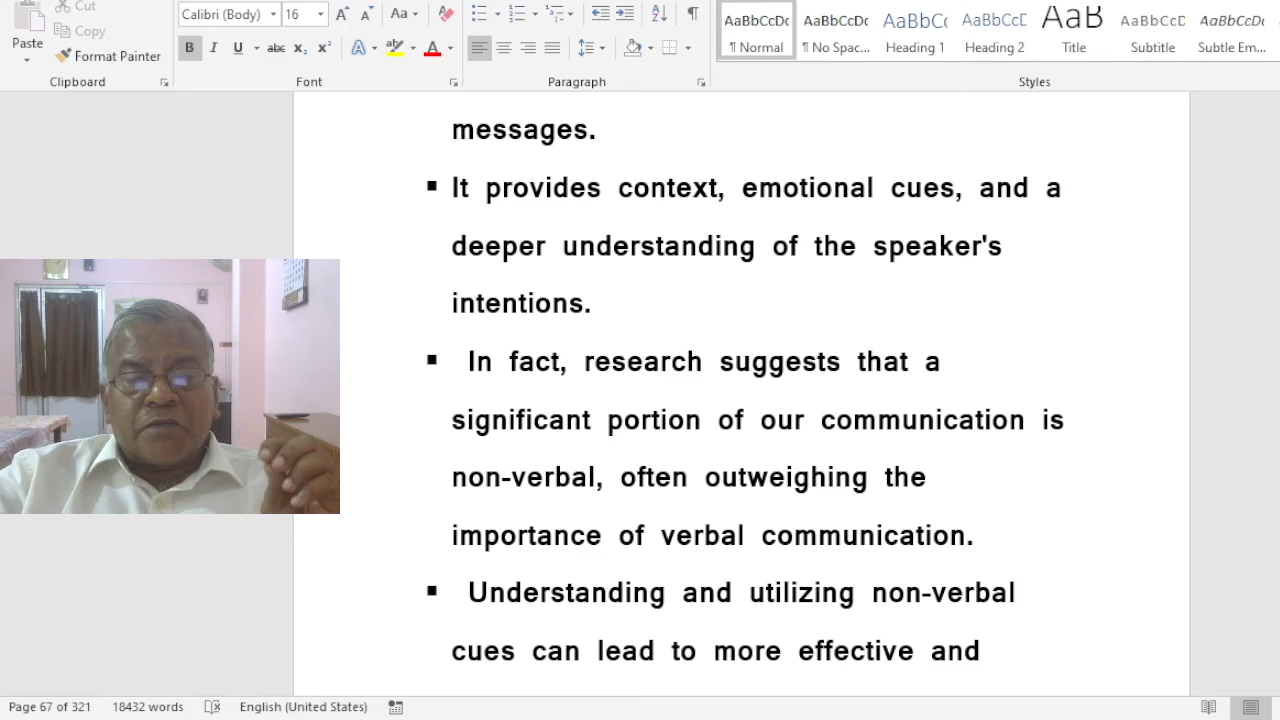 Cut
Calibri (Body) 16 Aa
AaBbCcDc AaBbCcDc AaBbCc AaBbCcD AaB AaBbCcD AaBbCcDc
Copy
Paste
Format Painter
B I U abc x₂ x² A A
¶ Normal ¶ No Spac... Heading 1 Heading 2 Title Subtitle Subtle Em...
Clipboard Font Paragraph Styles
messages.
▪ It provides context, emotional cues, and a
deeper understanding of the speaker's
intentions.
▪ In fact, research suggests that a
significant portion of our communication is
non-verbal, often outweighing the
importance of verbal communication.
▪ Understanding and utilizing non-verbal
cues can lead to more effective and
Page 67 of 321 18432 words English (United States)